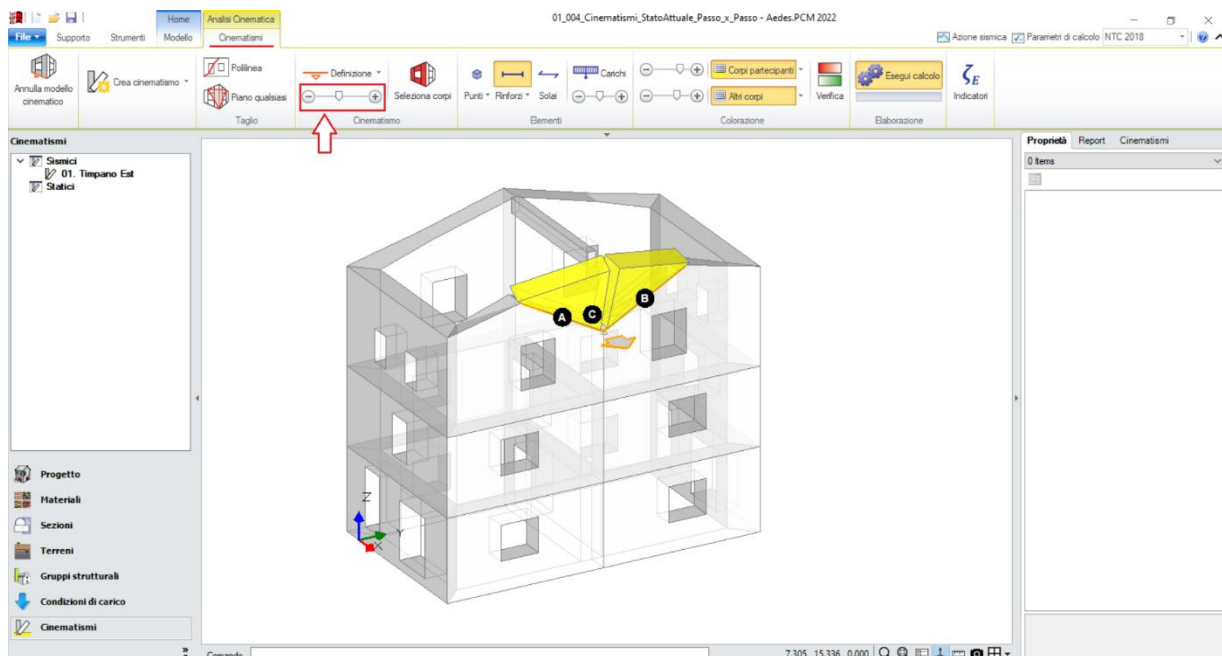 01_004_Cinematismi_StatoAttuale_Passo_x_Passo - Aedes.PCM 2022
Home
Analisi Cinematica
File
Supporto
Strumenti
Modello
Cinematismi
Azione sismica
Parametri di calcolo
NTC 2018
Annulla modello
cinematico
Crea cinematismo
Polilinea
Piano qualsiasi
Taglio
Definizione
Seleziona corpi
Cinematismo
Punti
Rinforzi
Solai
Carichi
Elementi
Corpi partecipanti
Altri corpi
Verifica
Colorazione
Esegui calcolo
Elaborazione
ζE
Indicatori
Cinematismi
Sismici
01. Timpano Est
Statici
Progetto
Materiali
Sezioni
Terreni
Gruppi strutturali
Condizioni di carico
Cinematismi
A
C
B
Z
Y
X
Proprietà
Report
Cinematismi
0 Items
Comando
7.305, 15.336, 0.000